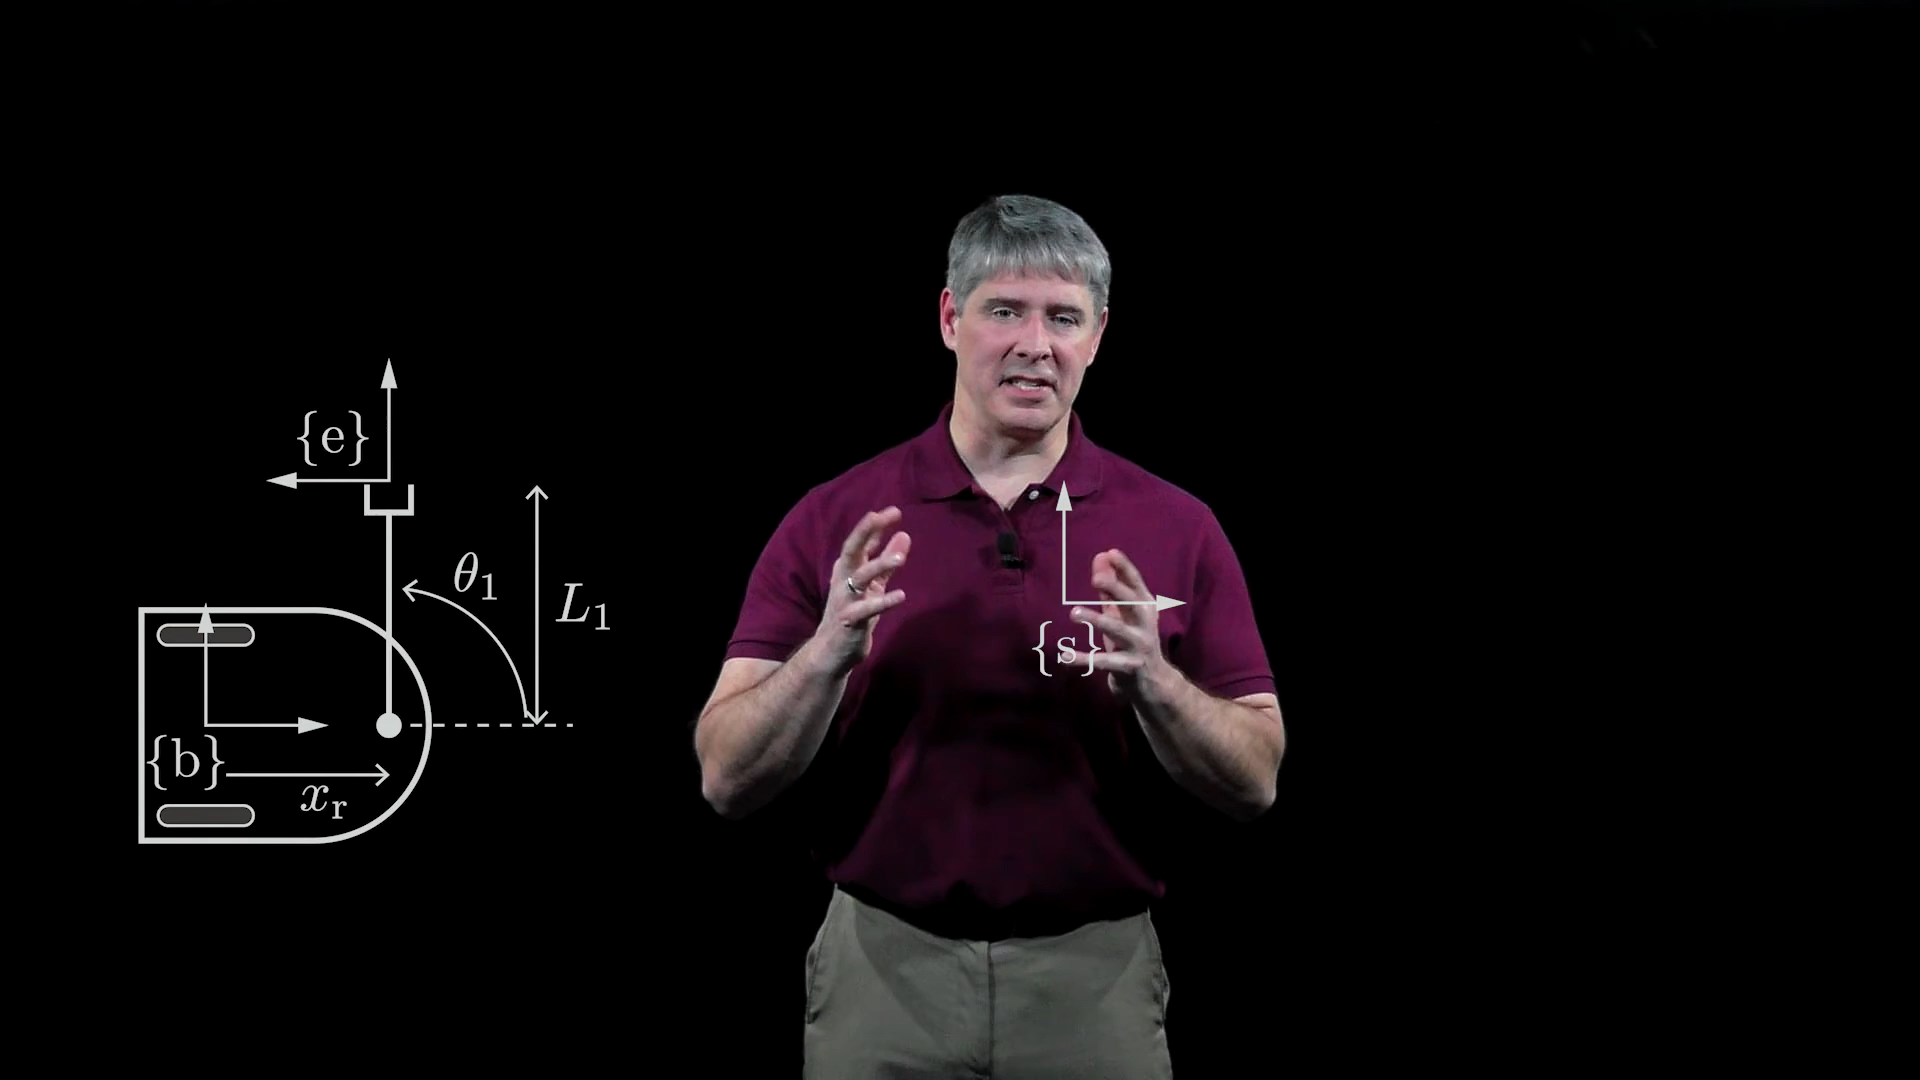 {e}
θ₁
L₁
{s}
{b}
xᵣ